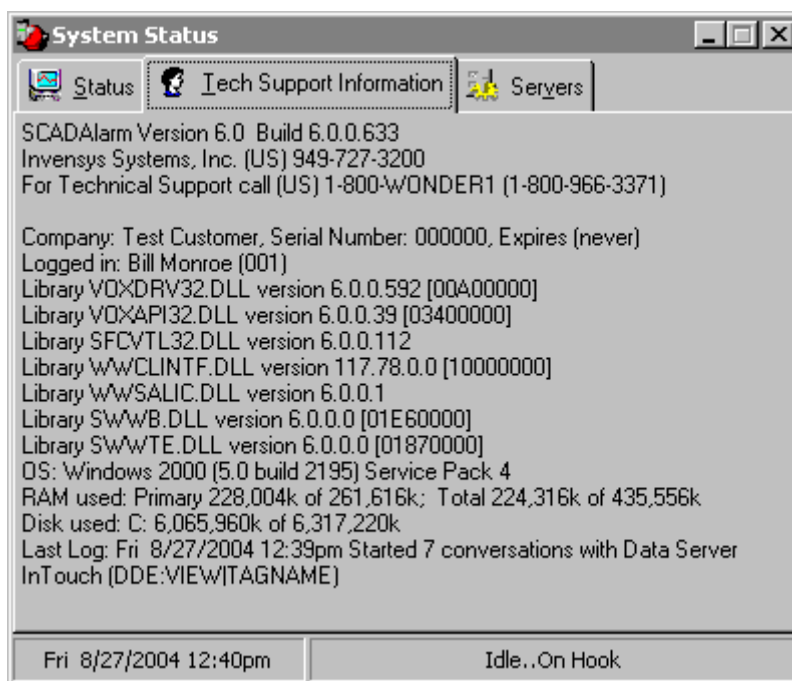 System Status
Status Tech Support Information Servers
SCADAlarm Version 6.0 Build 6.0.0.633
Invensys Systems, Inc. (US) 949-727-3200
For Technical Support call (US) 1-800-WONDER1 (1-800-966-3371)
Company: Test Customer, Serial Number: 000000, Expires (never)
Logged in: Bill Monroe (001)
Library VOXDRV32.DLL version 6.0.0.592 [00A00000]
Library VOXAPI32.DLL version 6.0.0.39 [03400000]
Library SFCVTL32.DLL version 6.0.0.112
Library WWCLINTF.DLL version 117.78.0.0 [10000000]
Library WWSALIC.DLL version 6.0.0.1
Library SWWB.DLL version 6.0.0.0 [01E60000]
Library SWWTE.DLL version 6.0.0.0 [01870000]
OS: Windows 2000 (5.0 build 2195) Service Pack 4
RAM used: Primary 228,004k of 261,616k; Total 224,316k of 435,556k
Disk used: C: 6,065,960k of 6,317,220k
Last Log: Fri 8/27/2004 12:39pm Started 7 conversations with Data Server
InTouch (DDE:VIEW|TAGNAME)
Fri 8/27/2004 12:40pm Idle..On Hook